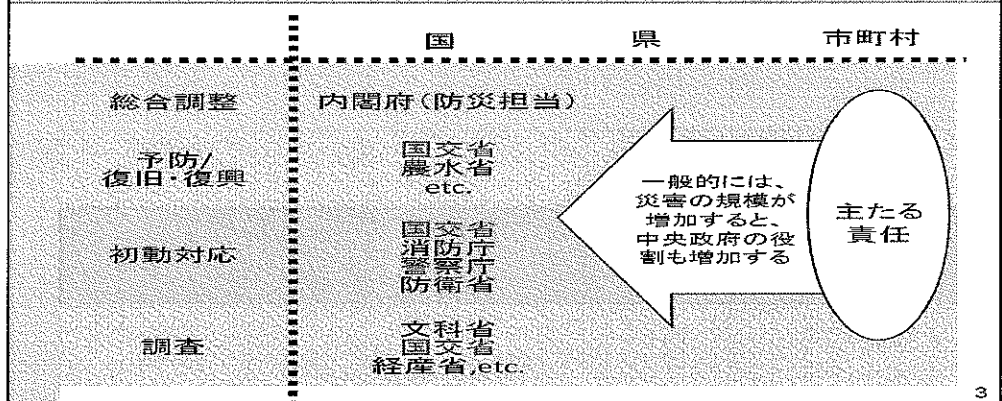 国 県 市町村
総合調整 内閣府(防災担当)
予防/
復旧・復興
国交省
農水省
etc.
初動対応
国交省
消防庁
警察庁
防衛省
調査
文科省
国交省
経産省,etc.
一般的には、
災害の規模が
増加すると、
中央政府の役
割も増加する
主たる
責任
3